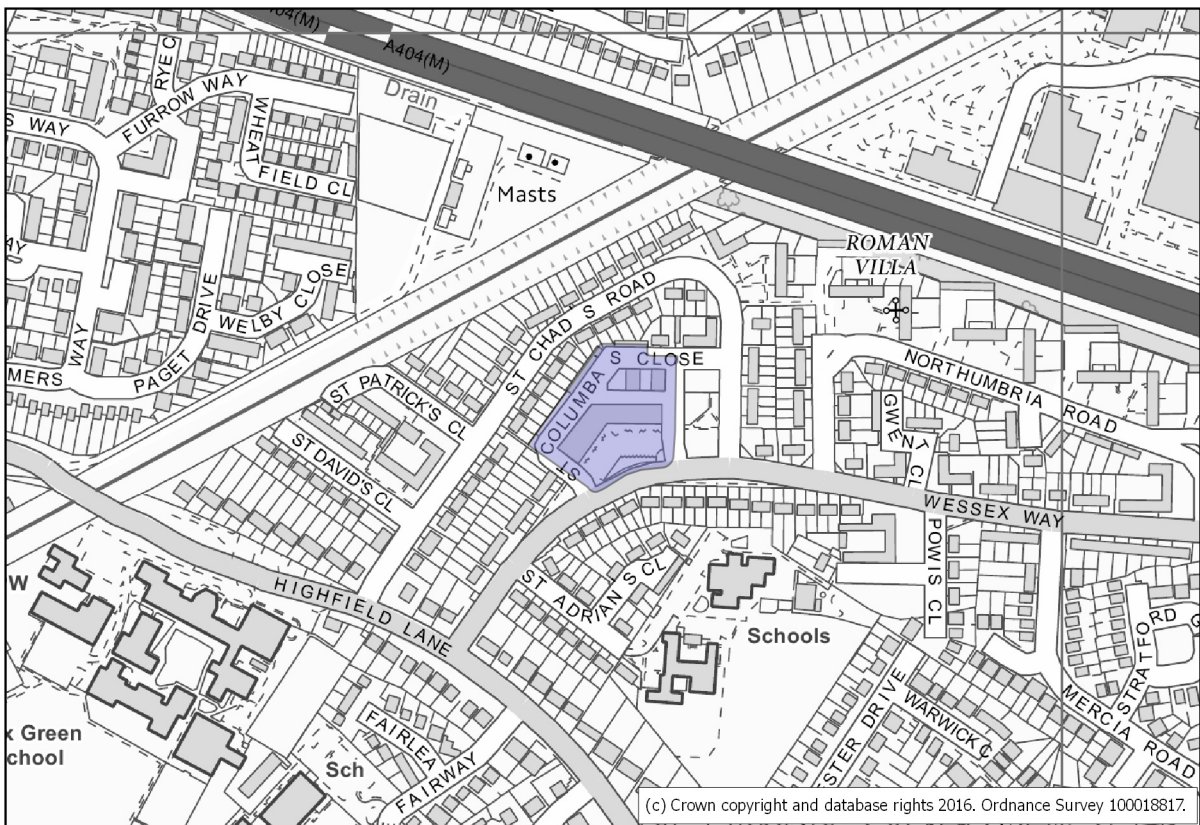 A404(M)
RYE C
FURROW WAY
S WAY
WHEAT
FIELD CL
Drain
Masts
ROMAN
VILLA
WELBY CLOSE
PAGET DRIVE
MERS WAY
ST CHAD S ROAD
ST PATRICK'S CL
ST DAVID'S CL
ST COLUMBA S CLOSE
NORTHUMBRIA ROAD
WESSEX WAY
POWIS CL
HIGHFIELD LANE
ST ADRIAN S CL
Schools
STRATFORD
MERCIA ROAD
WARWICK C
STER DRIVE
W
x Green
chool
Sch
FAIRLEA
FAIRWAY
(c) Crown copyright and database rights 2016. Ordnance Survey 100018817.